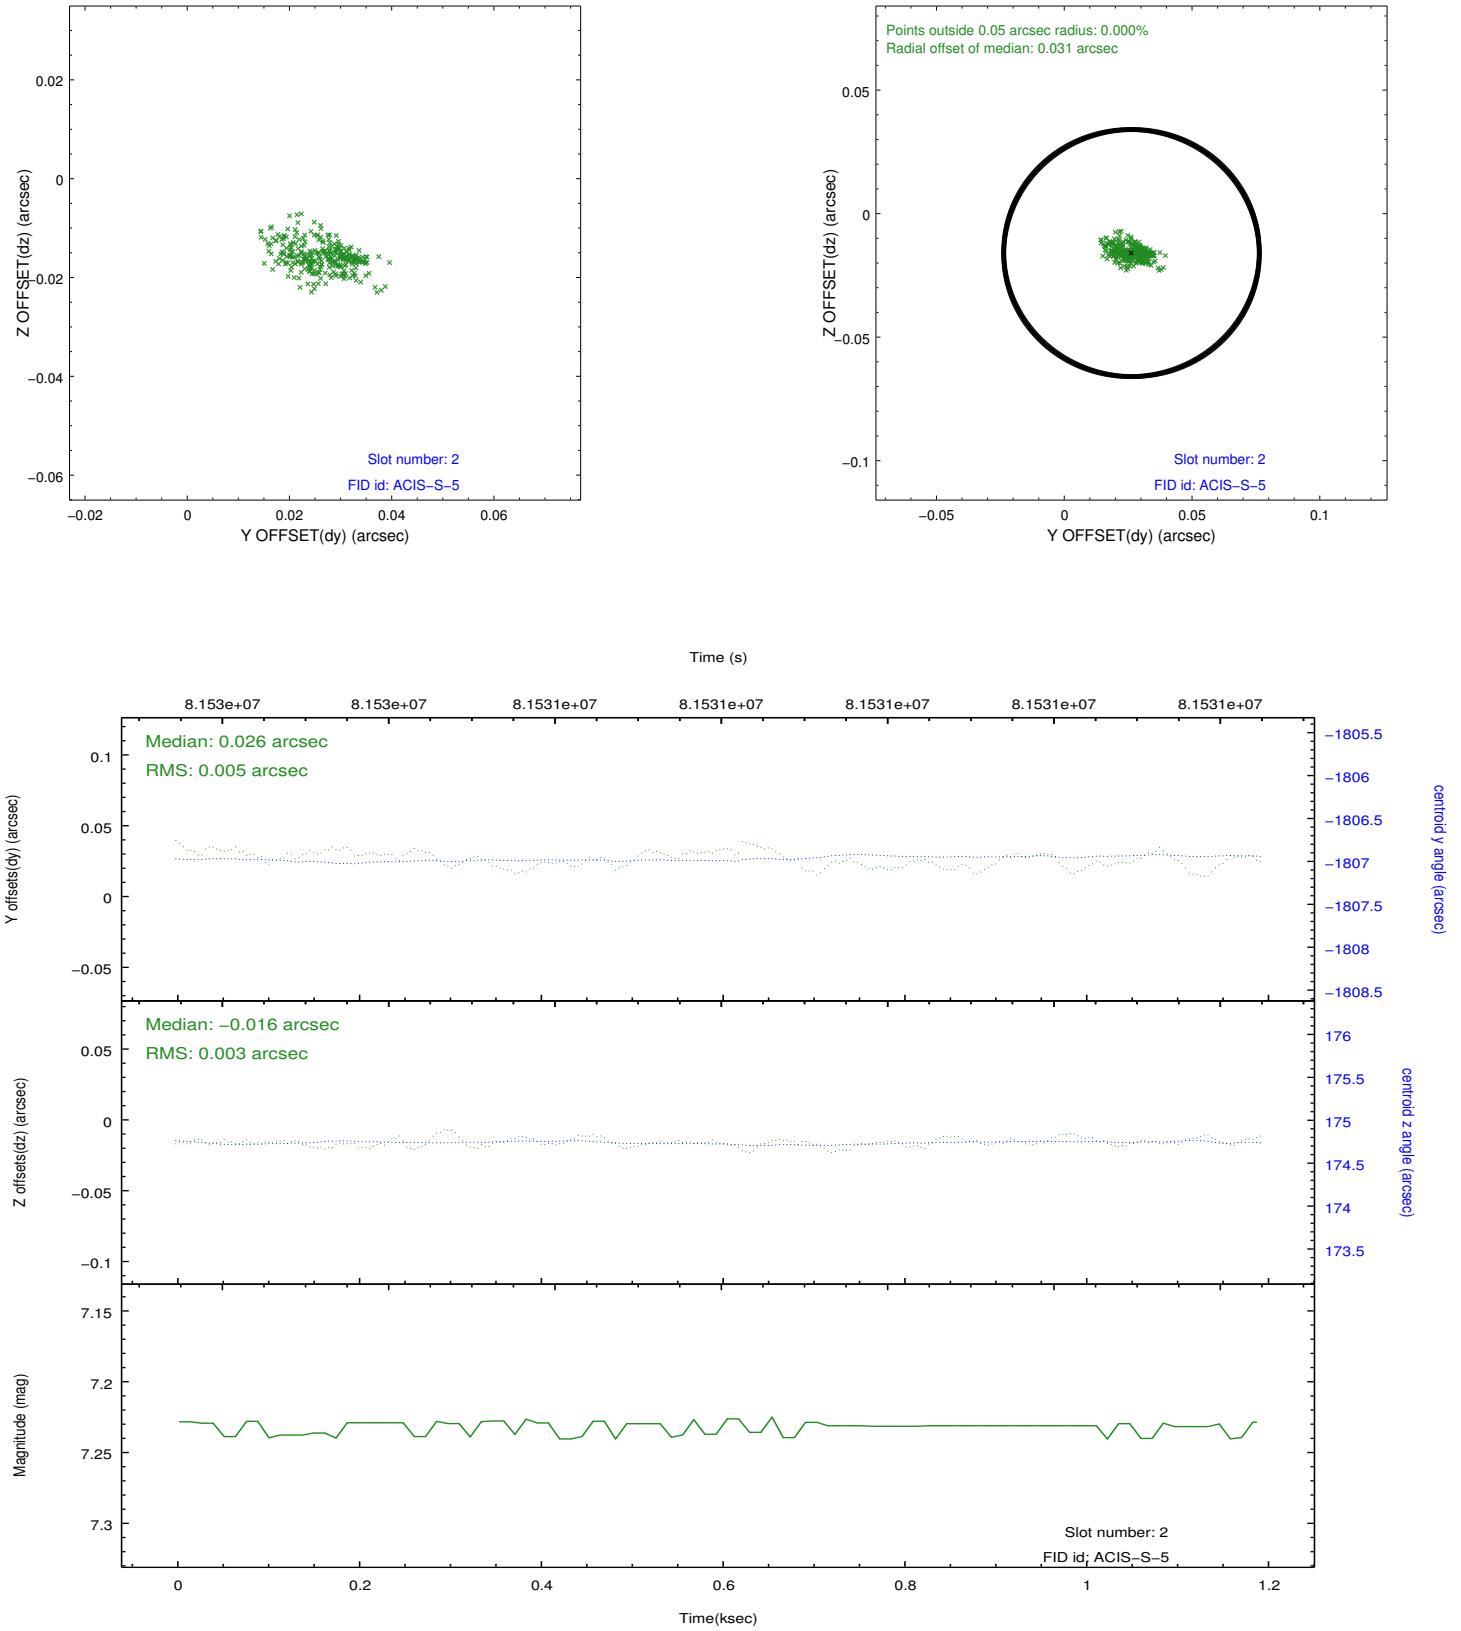 0.02
0
−0.02
−0.04
−0.06
Z OFFSET(dz) (arcsec)
Slot number: 2
FID id: ACIS−S−5
−0.02 0 0.02 0.04 0.06
Y OFFSET(dy) (arcsec)
Points outside 0.05 arcsec radius: 0.000%
Radial offset of median: 0.031 arcsec
0.05
0
−0.05
−0.1
Z OFFSET(dz) (arcsec)
Slot number: 2
FID id: ACIS−S−5
−0.05 0 0.05 0.1
Y OFFSET(dy) (arcsec)
Time (s)
8.153e+07 8.153e+07 8.1531e+07 8.1531e+07 8.1531e+07 8.1531e+07 8.1531e+07
Median: 0.026 arcsec
RMS: 0.005 arcsec
0.1
0.05
0
−0.05
Y offsets(dy) (arcsec)
−1805.5
−1806
−1806.5
−1807
−1807.5
−1808
−1808.5
centroid y angle (arcsec)
Median: −0.016 arcsec
RMS: 0.003 arcsec
0.05
0
−0.05
−0.1
Z offsets(dz) (arcsec)
176
175.5
175
174.5
174
173.5
centroid z angle (arcsec)
7.15
7.2
7.25
7.3
Magnitude (mag)
Slot number: 2
FID id: ACIS−S−5
0 0.2 0.4 0.6 0.8 1 1.2
Time(ksec)